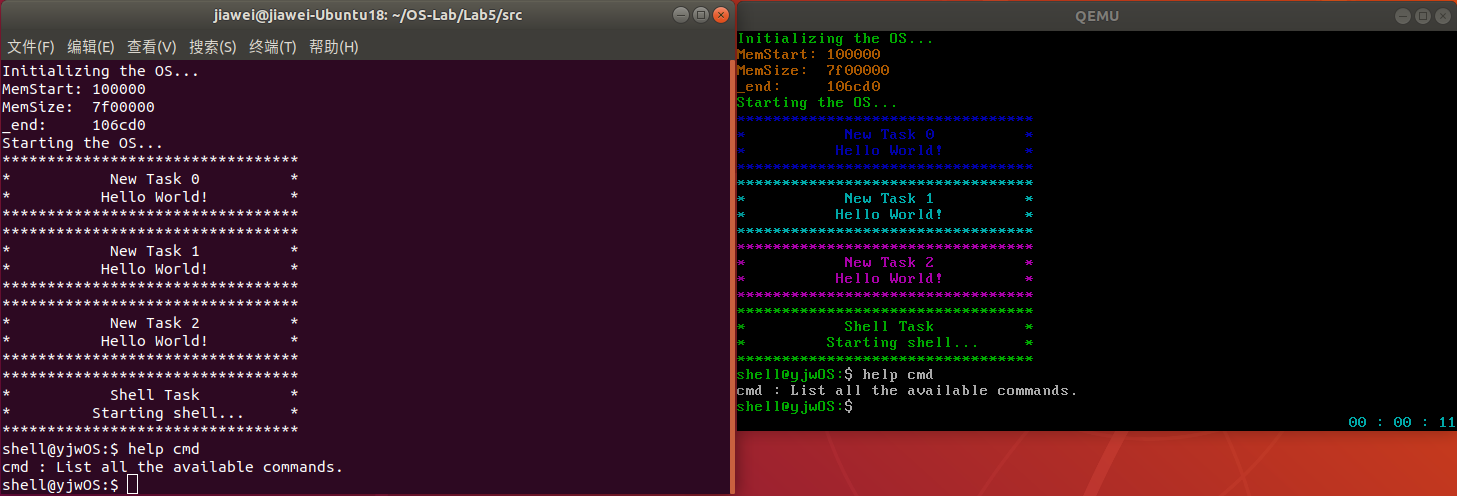 jiawei@jiawei-Ubuntu18: ~/OS-Lab/Lab5/src
文件(F) 编辑(E) 查看(V) 搜索(S) 终端(T) 帮助(H)
Initializing the OS...
MemStart: 100000
MemSize:  7f00000
_end:     106cd0
Starting the OS...
*********************************
*           New Task 0          *
*          Hello World!         *
*********************************
*********************************
*           New Task 1          *
*          Hello World!         *
*********************************
*********************************
*           New Task 2          *
*          Hello World!         *
*********************************
*********************************
*           Shell Task          *
*         Starting shell...     *
*********************************
shell@yjwOS:$ help cmd
cmd : List all the available commands.
shell@yjwOS:$
QEMU
Initializing the OS...
MemStart: 100000
MemSize:  7f00000
_end:     106cd0
Starting the OS...
*********************************
*           New Task 0          *
*          Hello World!         *
*********************************
*********************************
*           New Task 1          *
*          Hello World!         *
*********************************
*********************************
*           New Task 2          *
*          Hello World!         *
*********************************
*********************************
*           Shell Task          *
*         Starting shell...     *
*********************************
shell@yjwOS:$ help cmd
cmd : List all the available commands.
shell@yjwOS:$
00 : 00 : 11